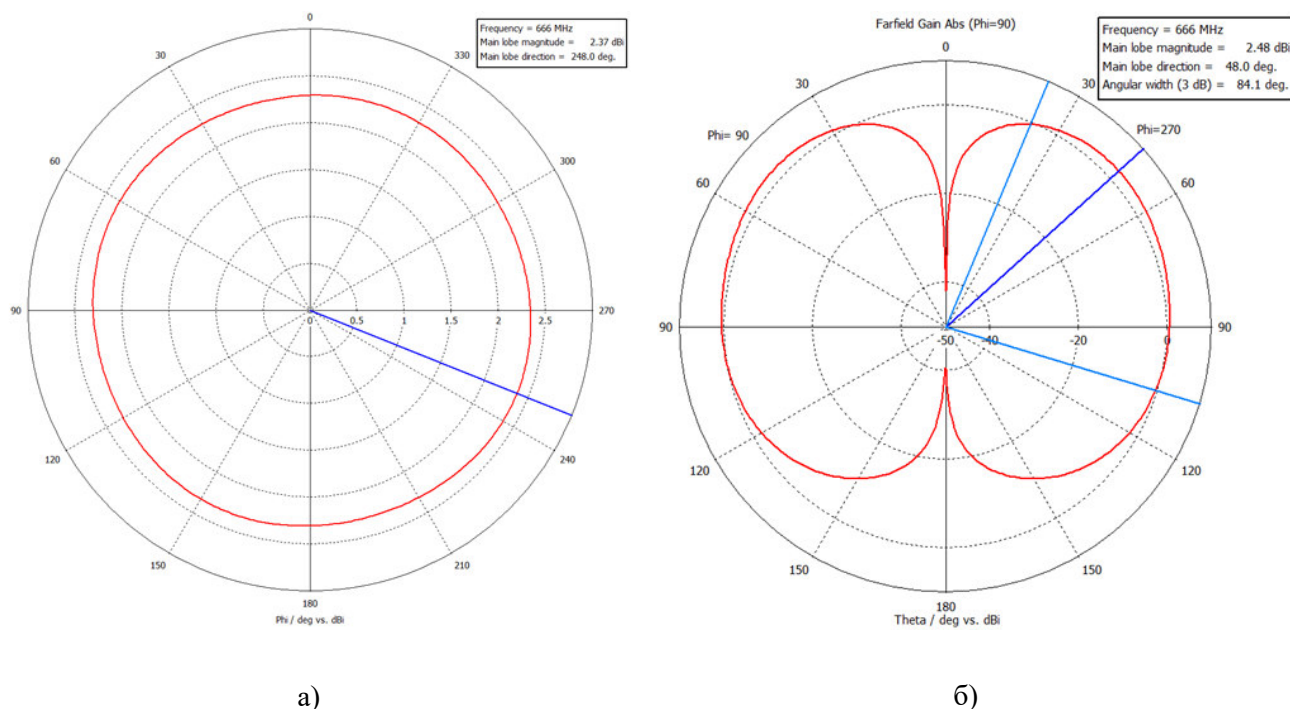 0
Frequency = 666 MHz
Main lobe magnitude = 2.37 dBi
Main lobe direction = 248.0 deg.
30
330
60
300
90
0
0.5
1
1.5
2
2.5
270
120
240
150
210
180
Phi / deg vs. dBi
а)
Farfield Gain Abs (Phi=90)
Frequency = 666 MHz
Main lobe magnitude = 2.48 dBi
Main lobe direction = 48.0 deg.
Angular width (3 dB) = 84.1 deg.
0
30
30
Phi= 90
Phi=270
60
60
90
-50
-40
-20
0
90
120
120
150
150
180
Theta / deg vs. dBi
б)